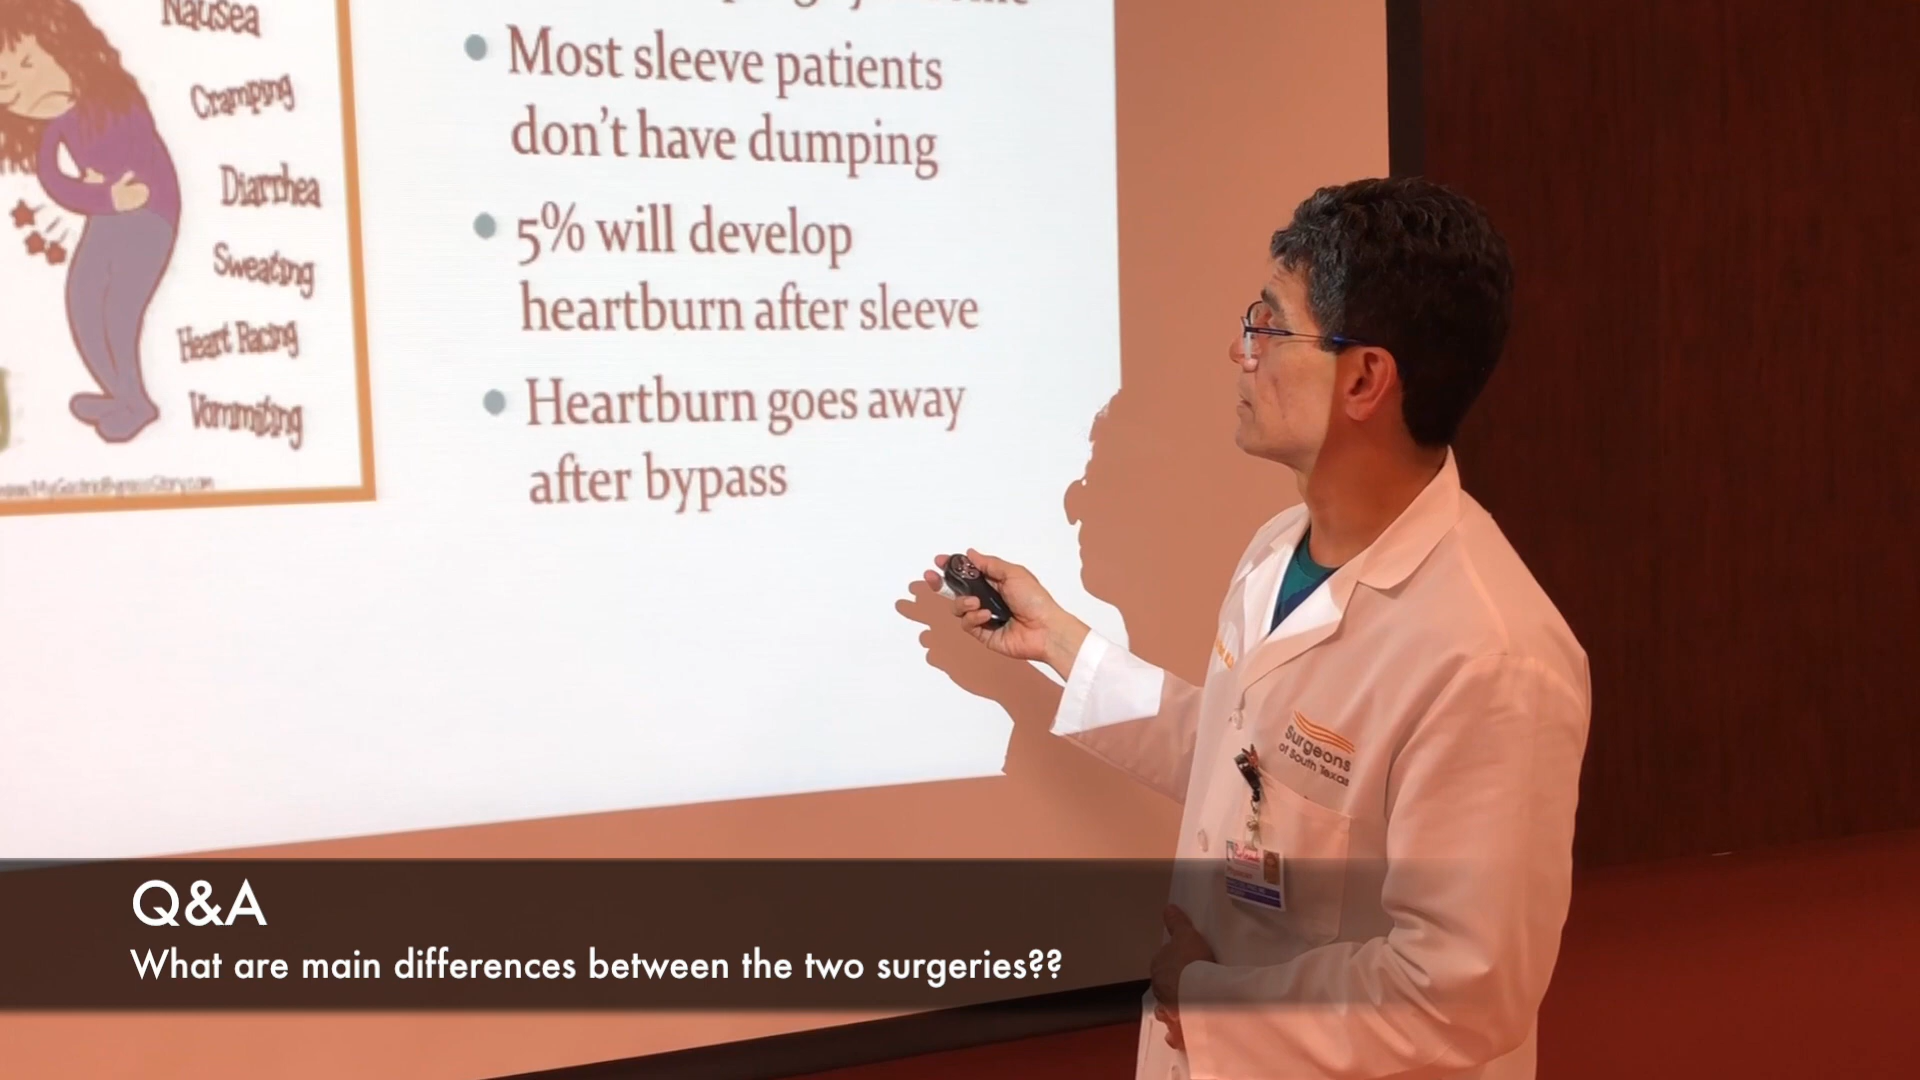 Nausea
Cramping
Diarrhea
Sweating
Heart Racing
Vommiting
Most sleeve patients
don't have dumping
5% will develop
heartburn after sleeve
Heartburn goes away
after bypass
Surgeons
of South Texas
Q&A
What are main differences between the two surgeries??